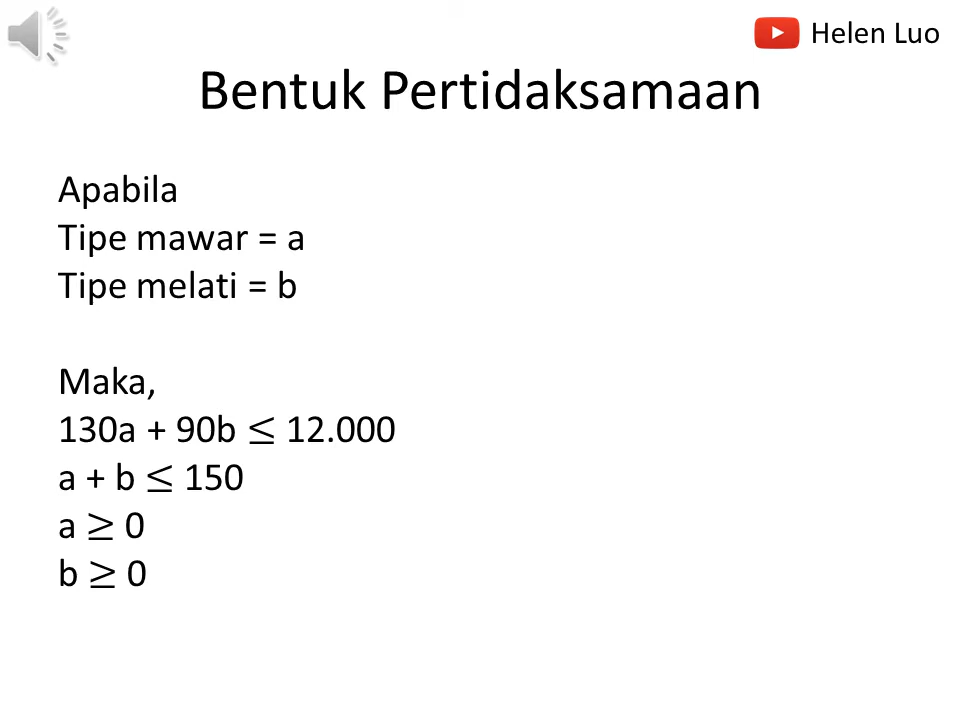 Helen Luo
Bentuk Pertidaksamaan
Apabila
Tipe mawar = a
Tipe melati = b
Maka,
130a + 90b ≤ 12.000
a + b ≤ 150
a ≥ 0
b ≥ 0